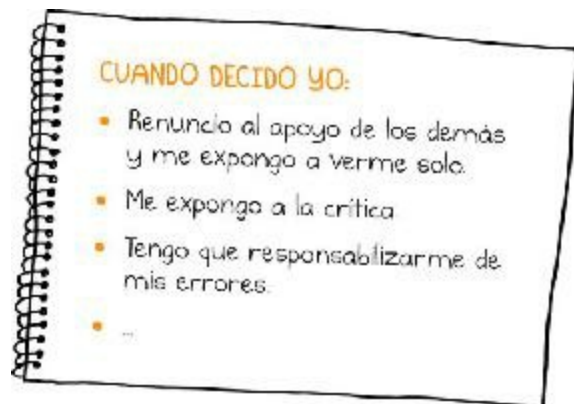 CUANDO DECIDO YO:
• Renuncio al apoyo de los demás
y me expongo a verme solo.
• Me expongo a la crítica
• Tengo que responsabilizarme de
mis errores.
• ...